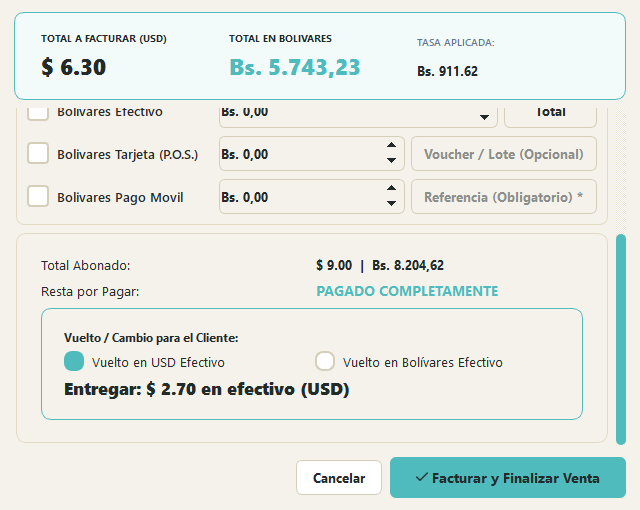 TOTAL A FACTURAR (USD)
$ 6.30
TOTAL EN BOLIVARES
Bs. 5.743,23
TASA APLICADA:
Bs. 911.62
Bolivares Efectivo Bs. 0,00 Total
Bolivares Tarjeta (P.O.S.) Bs. 0,00 Voucher / Lote (Opcional)
Bolivares Pago Movil Bs. 0,00 Referencia (Obligatorio) *
Total Abonado: $ 9.00 | Bs. 8.204,62
Resta por Pagar: PAGADO COMPLETAMENTE
Vuelto / Cambio para el Cliente:
Vuelto en USD Efectivo Vuelto en Bolívares Efectivo
Entregar: $ 2.70 en efectivo (USD)
Cancelar ✓ Facturar y Finalizar Venta